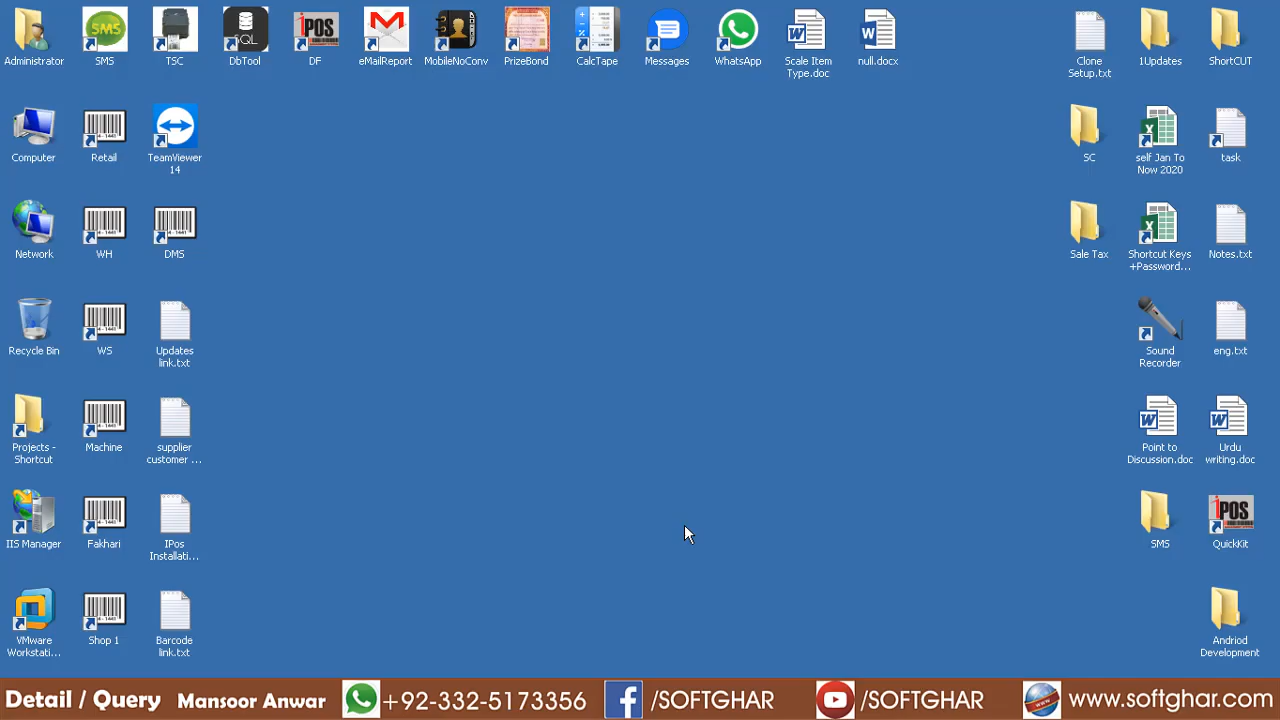 Administrator
SMS
TSC
DbTool
DF
eMailReport
MobileNoConv
PrizeBond
CalcTape
Messages
WhatsApp
Scale Item
Type.doc
null.docx
Clone
Setup.txt
1Updates
ShortCUT
Computer
Retail
TeamViewer
14
SC
self Jan To
Now 2020
task
Network
WH
DMS
Sale Tax
Shortcut Keys
+Password...
Notes.txt
Recycle Bin
WS
Updates
link.txt
Sound
Recorder
eng.txt
Projects -
Shortcut
Machine
supplier
customer ...
Point to
Discussion.doc
Urdu
writing.doc
IIS Manager
Fakhari
IPos
Installati...
SMS
QuickKit
VMware
Workstati...
Shop 1
Barcode
link.txt
Andriod
Development
Detail / Query Mansoor Anwar +92-332-5173356 /SOFTGHAR /SOFTGHAR www.softghar.com